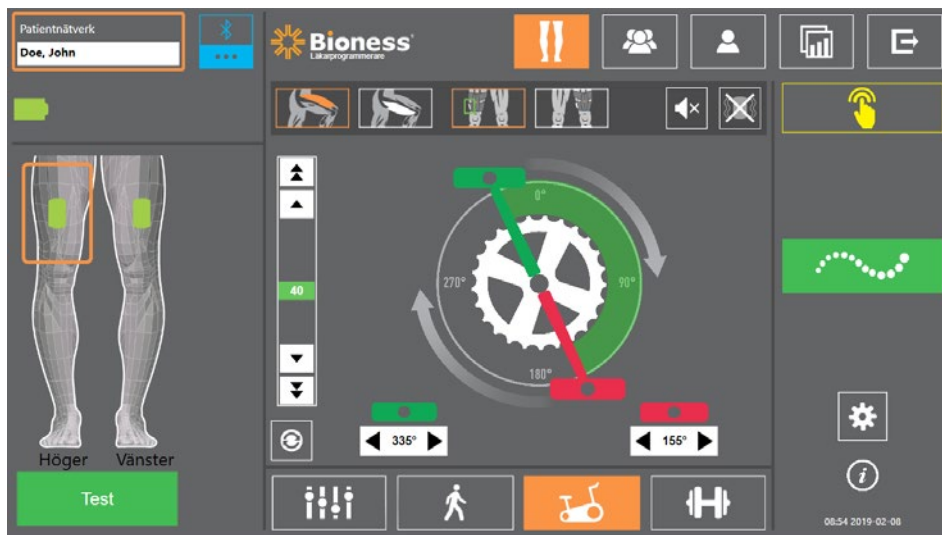 Patientnätverk
Doe, John
Bioness
Läkarprogrammerare
0°
90°
180°
270°
40
335°
155°
Höger
Vänster
Test
08:54 2019-02-08
i